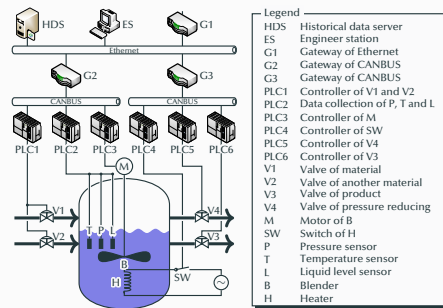 HDS
ES
G1
Ethernet
G2
G3
CANBUS
CANBUS
PLC1 PLC2 PLC3 PLC4 PLC5 PLC6
M
V1
V4
T P L
V2
V3
B
H
SW
Legend
HDS Historical data server
ES Engineer station
G1 Gateway of Ethernet
G2 Gateway of CANBUS
G3 Gateway of CANBUS
PLC1 Controller of V1 and V2
PLC2 Data collection of P, T and L
PLC3 Controller of M
PLC4 Controller of SW
PLC5 Controller of V4
PLC6 Controller of V3
V1 Valve of material
V2 Valve of another material
V3 Valve of product
V4 Valve of pressure reducing
M Motor of B
SW Switch of H
P Pressure sensor
T Temperature sensor
L Liquid level sensor
B Blender
H Heater